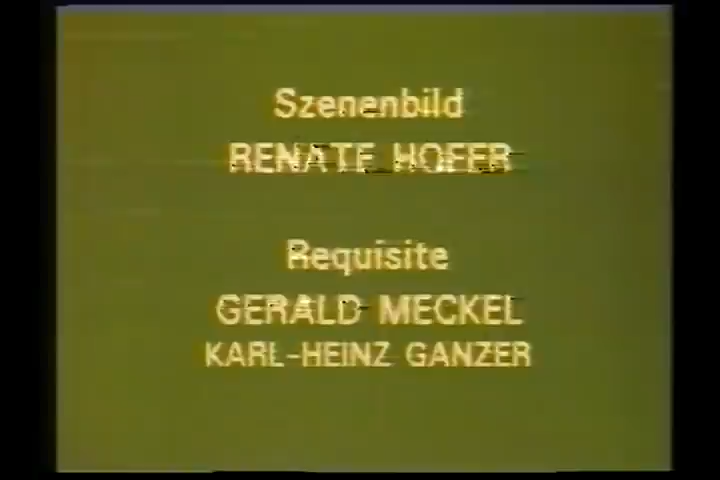 Szenenbild
RENATE HOFER
Requisite
GERALD MECKEL
KARL-HEINZ GANZER